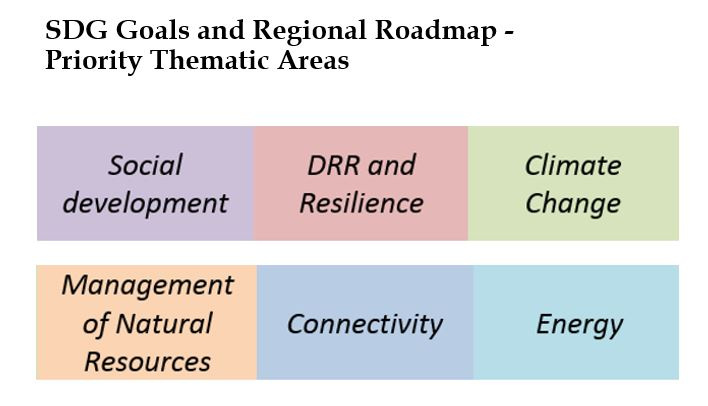 SDG Goals and Regional Roadmap -
Priority Thematic Areas
Social
development
DRR and
Resilience
Climate
Change
Management
of Natural
Resources
Connectivity
Energy